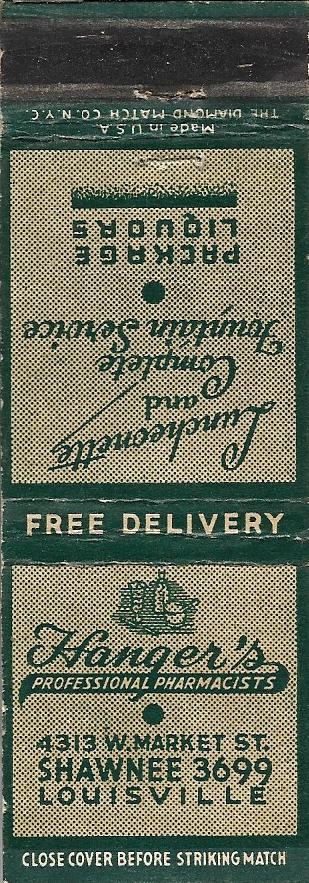 THE DIAMOND MATCH CO. N.Y.C.
Made in U.S.A
Luncheonette
and
Complete
Fountain Service
PACKAGE
LIQUORS
FREE DELIVERY
Hanger's
PROFESSIONAL PHARMACISTS
4313 W. MARKET ST.
SHAWNEE 3699
LOUISVILLE
CLOSE COVER BEFORE STRIKING MATCH